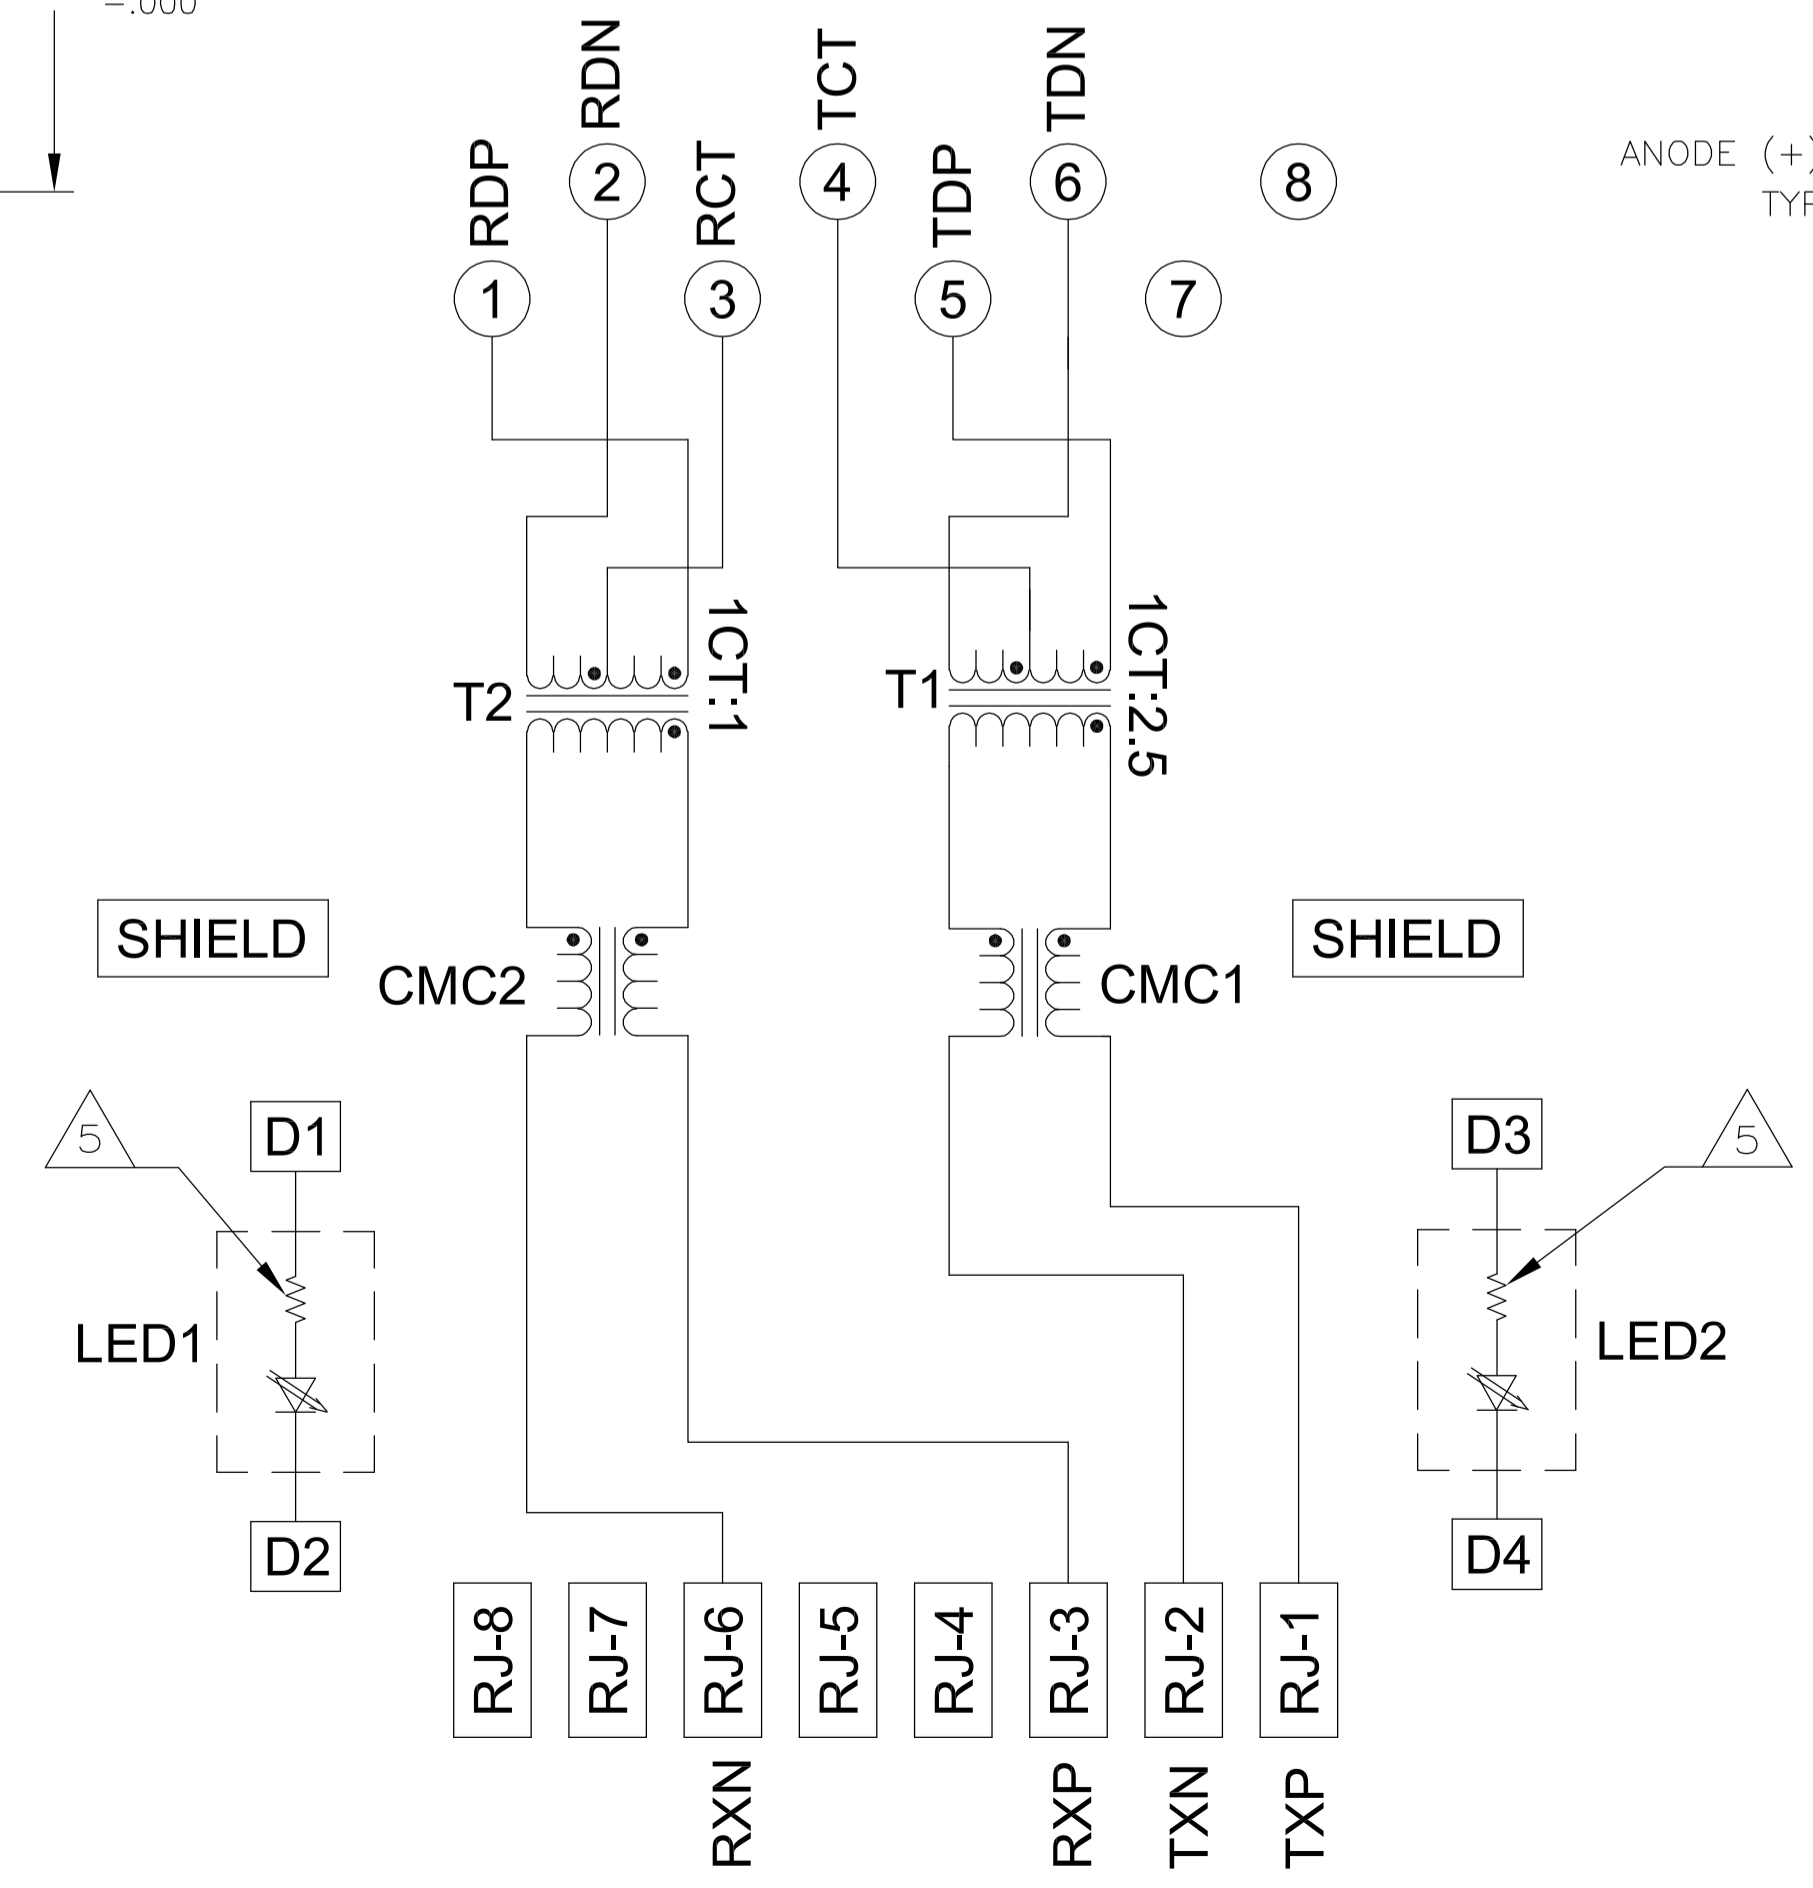 -.000
RDN
TCT
TDN
RDP
RCT
TDP
ANODE (+)
TYP
2
4
6
8
1
3
5
7
1CT:1
1CT:2.5
T2
T1
SHIELD
SHIELD
CMC2
CMC1
5
D1
D3
5
LED1
LED2
D2
D4
RJ-8
RJ-7
RJ-6
RJ-5
RJ-4
RJ-3
RJ-2
RJ-1
RXN
RXP
TXN
TXP